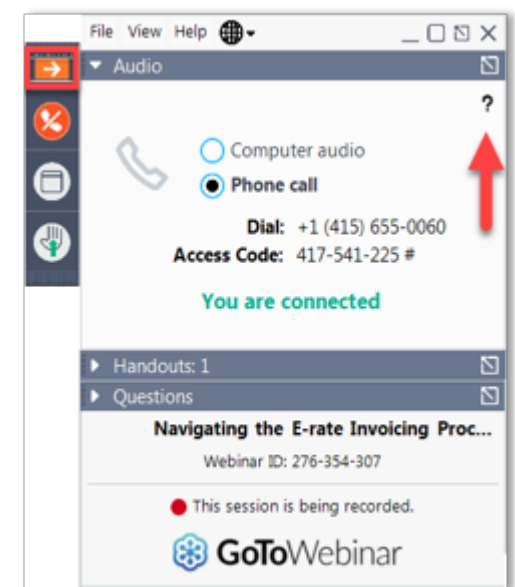 File View Help
Audio
?
Computer audio
Phone call
Dial: +1 (415) 655-0060
Access Code: 417-541-225 #
You are connected
Handouts: 1
Questions
Navigating the E-rate Invoicing Proc...
Webinar ID: 276-354-307
This session is being recorded.
GoToWebinar